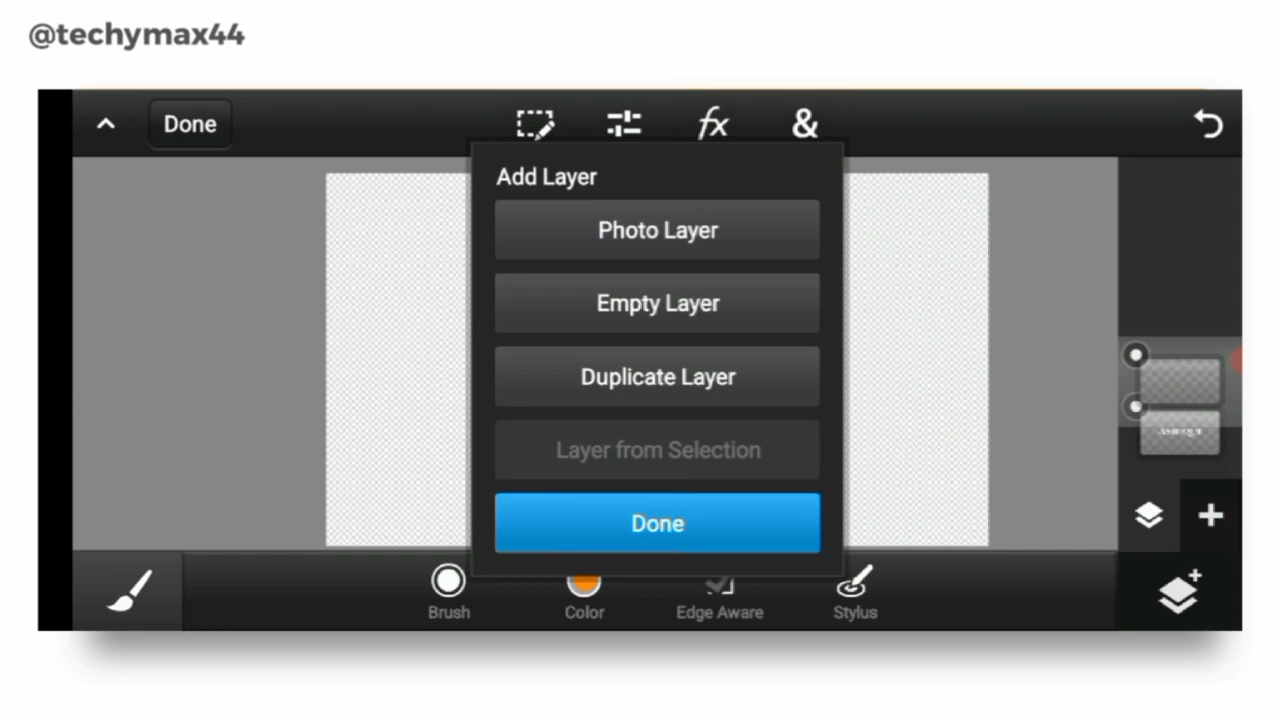 @techymax44
Done
fx
&
Add Layer
Photo Layer
Empty Layer
Duplicate Layer
Layer from Selection
Done
Brush
Color
Edge Aware
Stylus